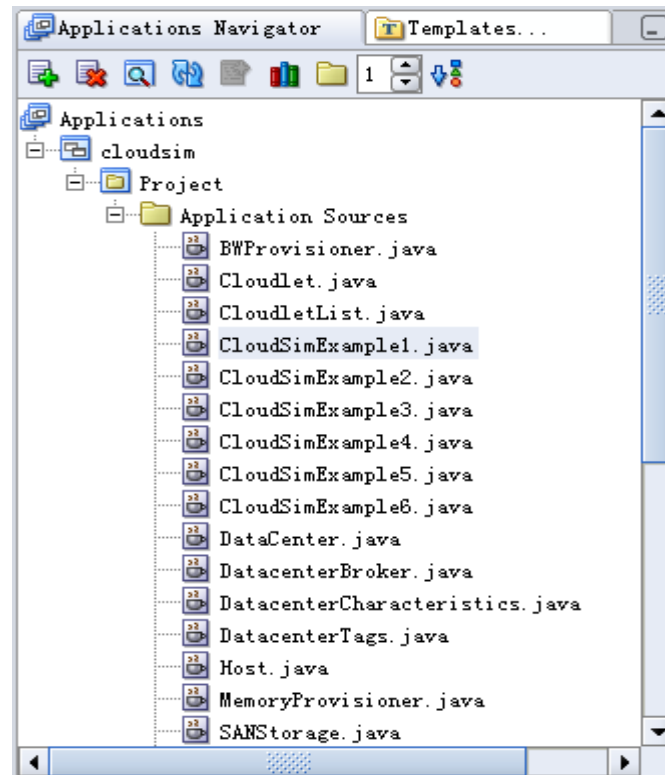 Applications Navigator
Templates...
1
Applications
cloudsim
Project
Application Sources
BWProvisioner.java
Cloudlet.java
CloudletList.java
CloudSimExample1.java
CloudSimExample2.java
CloudSimExample3.java
CloudSimExample4.java
CloudSimExample5.java
CloudSimExample6.java
DataCenter.java
DatacenterBroker.java
DatacenterCharacteristics.java
DatacenterTags.java
Host.java
MemoryProvisioner.java
SANStorage.java